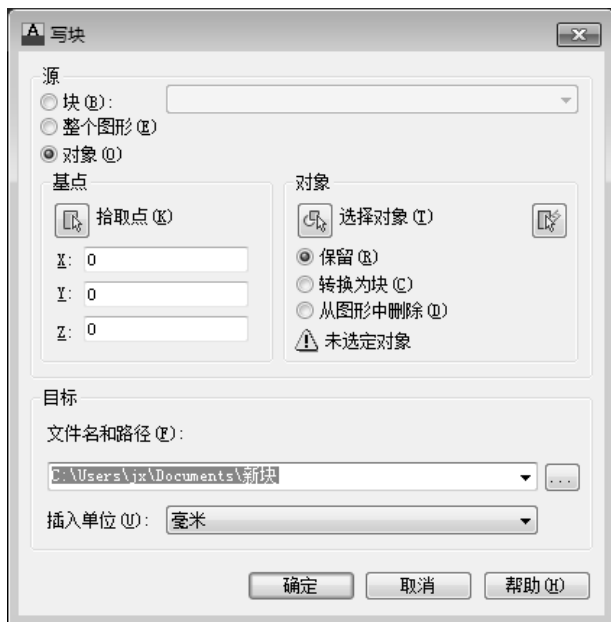 写块
源
块(B):
整个图形(E)
对象(O)
基点
拾取点(K)
X: 0
Y: 0
Z: 0
对象
选择对象(T)
保留(R)
转换为块(C)
从图形中删除(D)
未选定对象
目标
文件名和路径(F):
C:\Users\jx\Documents\新块
...
插入单位(U): 毫米
确定 取消 帮助(H)